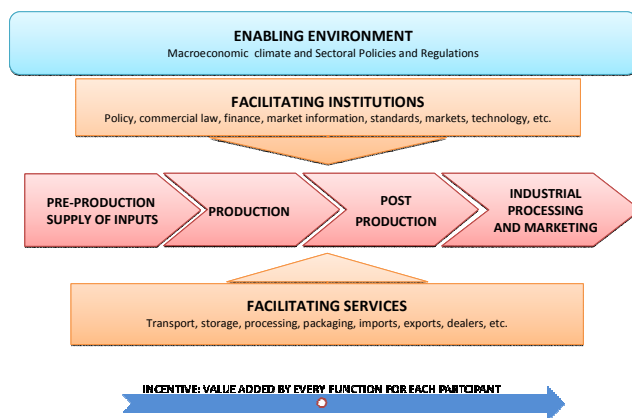 ENABLING ENVIRONMENT
Macroeconomic climate and Sectoral Policies and Regulations
FACILITATING INSTITUTIONS
Policy, commercial law, finance, market information, standards, markets, technology, etc.
PRE-PRODUCTION
SUPPLY OF INPUTS
PRODUCTION
POST
PRODUCTION
INDUSTRIAL
PROCESSING
AND MARKETING
FACILITATING SERVICES
Transport, storage, processing, packaging, imports, exports, dealers, etc.
INCENTIVE: VALUE ADDED BY EVERY FUNCTION FOR EACH PARTICIPANT